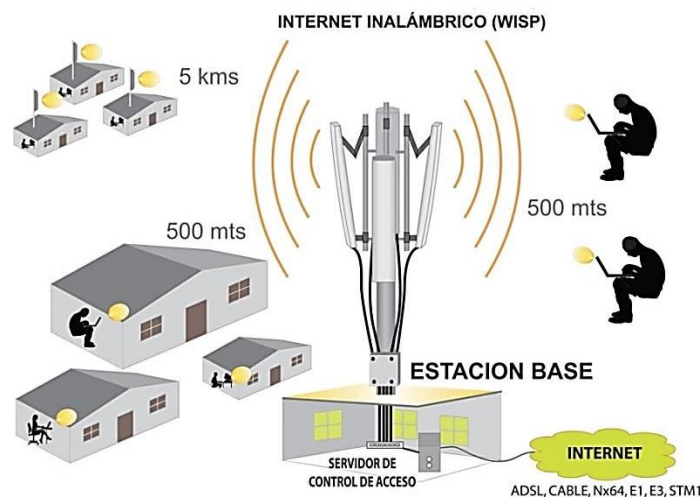 INTERNET INALÁMBRICO (WISP)
5 kms
500 mts
500 mts
ESTACION BASE
SERVIDOR DE
CONTROL DE ACCESO
INTERNET
ADSL, CABLE, Nx64, E1, E3, STM1